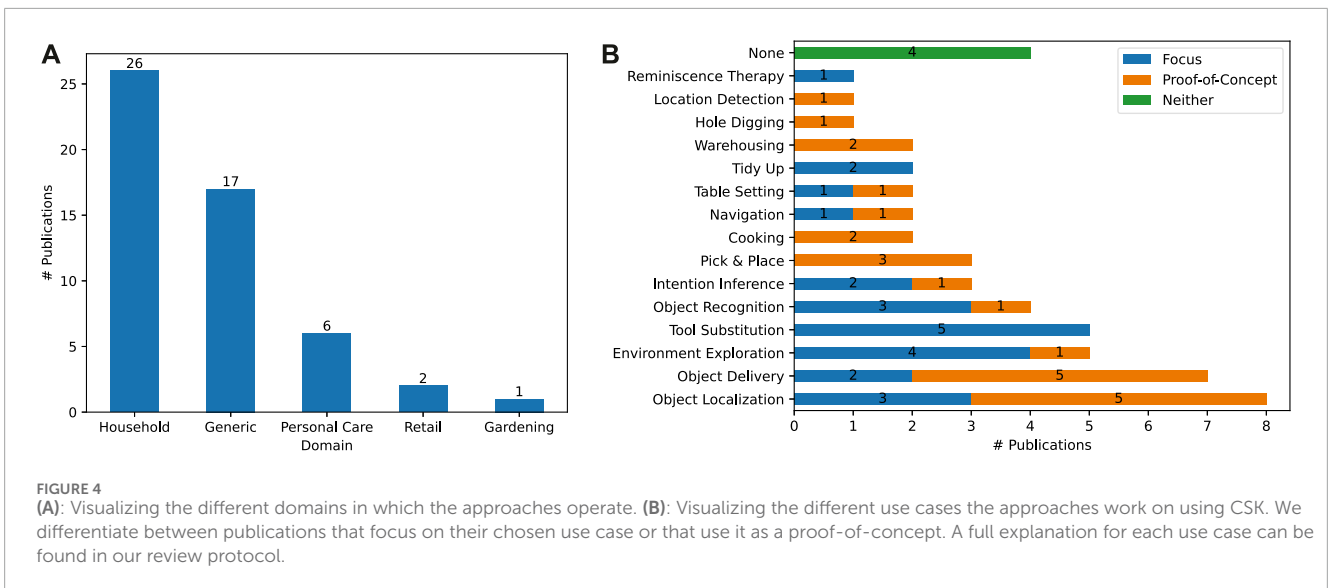 A
26
17
6
2
1
25
20
15
10
5
0
# Publications
Household
Generic
Personal Care
Retail
Gardening
Domain
B
Focus
Proof-of-Concept
Neither
None 4
Reminiscence Therapy 1
Location Detection 1
Hole Digging 1
Warehousing 2
Tidy Up 2
Table Setting 1 1
Navigation 1 1
Cooking 2
Pick & Place 3
Intention Inference 2 1
Object Recognition 3 1
Tool Substitution 5
Environment Exploration 4 1
Object Delivery 2 5
Object Localization 3 5
0 1 2 3 4 5 6 7 8
# Publications
FIGURE 4
(A): Visualizing the different domains in which the approaches operate. (B): Visualizing the different use cases the approaches work on using CSK. We
differentiate between publications that focus on their chosen use case or that use it as a proof-of-concept. A full explanation for each use case can be
found in our review protocol.